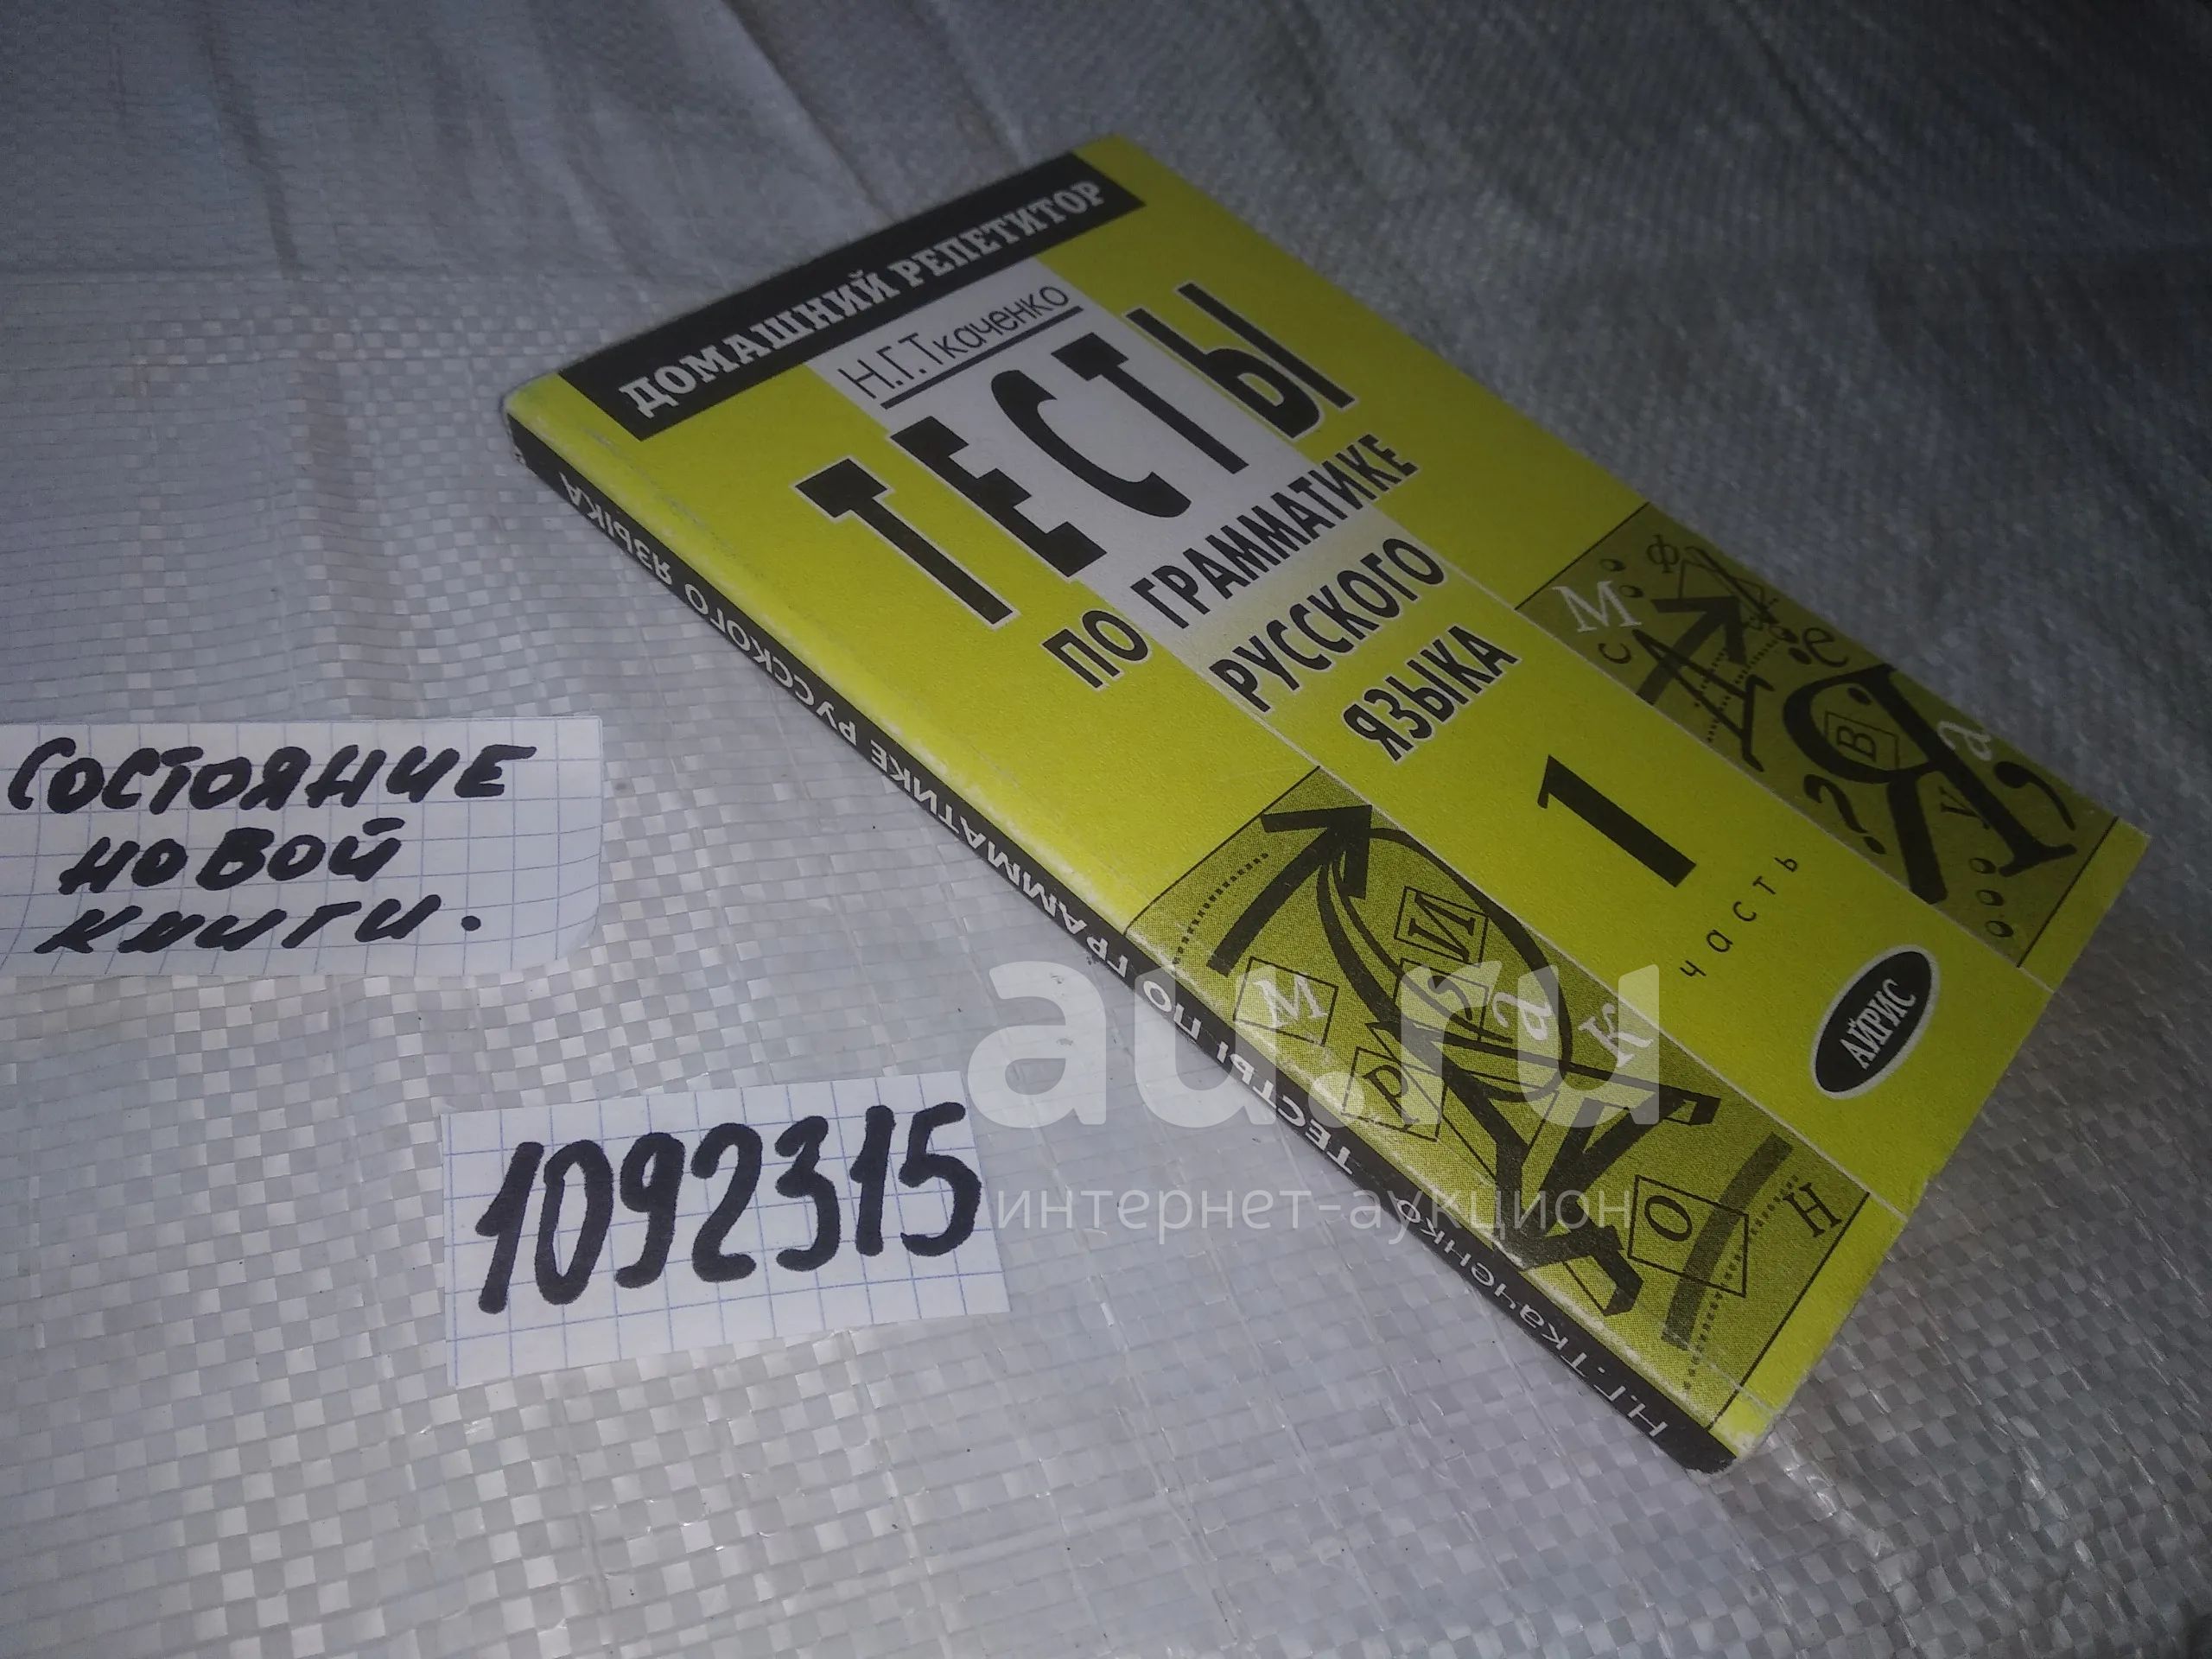 ДОМАШНИЙ РЕПЕТИТОР
Н.Г.Ткаченко
ТЕСТЫ
ПО ГРАММАТИКЕ
РУССКОГО
ЯЗЫКА
1
часть
АЙРИС
М Ф
С Д е
Я В а
? У ,
М Р И
а к
О Н
Н.Г.Ткаченко ТЕСТЫ ПО ГРАММАТИКЕ РУССКОГО ЯЗЫКА
СОСТОЯНИЕ
НОВОЙ
КНИГИ.
1092315
au.ru
интернет-аукцион